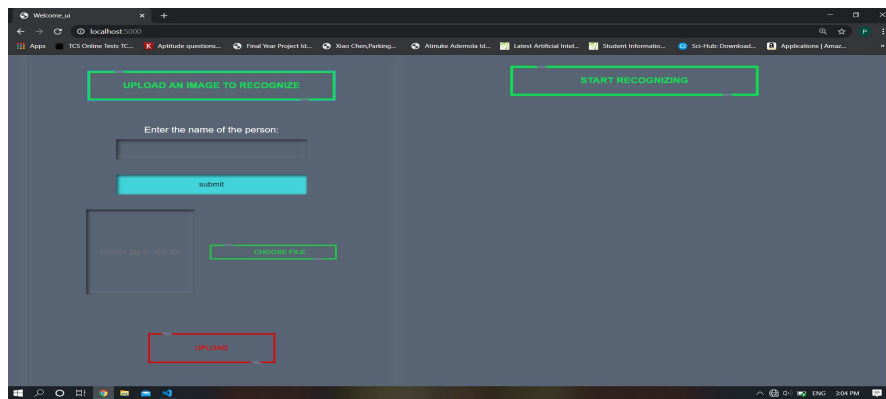 Welcome_ui
localhost:5000
Apps TCS Online Tests TC... Aptitude questions... Final Year Project Id... Xiao Chen,Parking... Atinuke Ademola Id... Latest Artificial Intel... Student Informatio... Sci-Hub: Download... Applications | Amaz...
UPLOAD AN IMAGE TO RECOGNIZE
START RECOGNIZING
Enter the name of the person:
submit
CHOOSE FILE
UPLOAD
ENG 3:04 PM